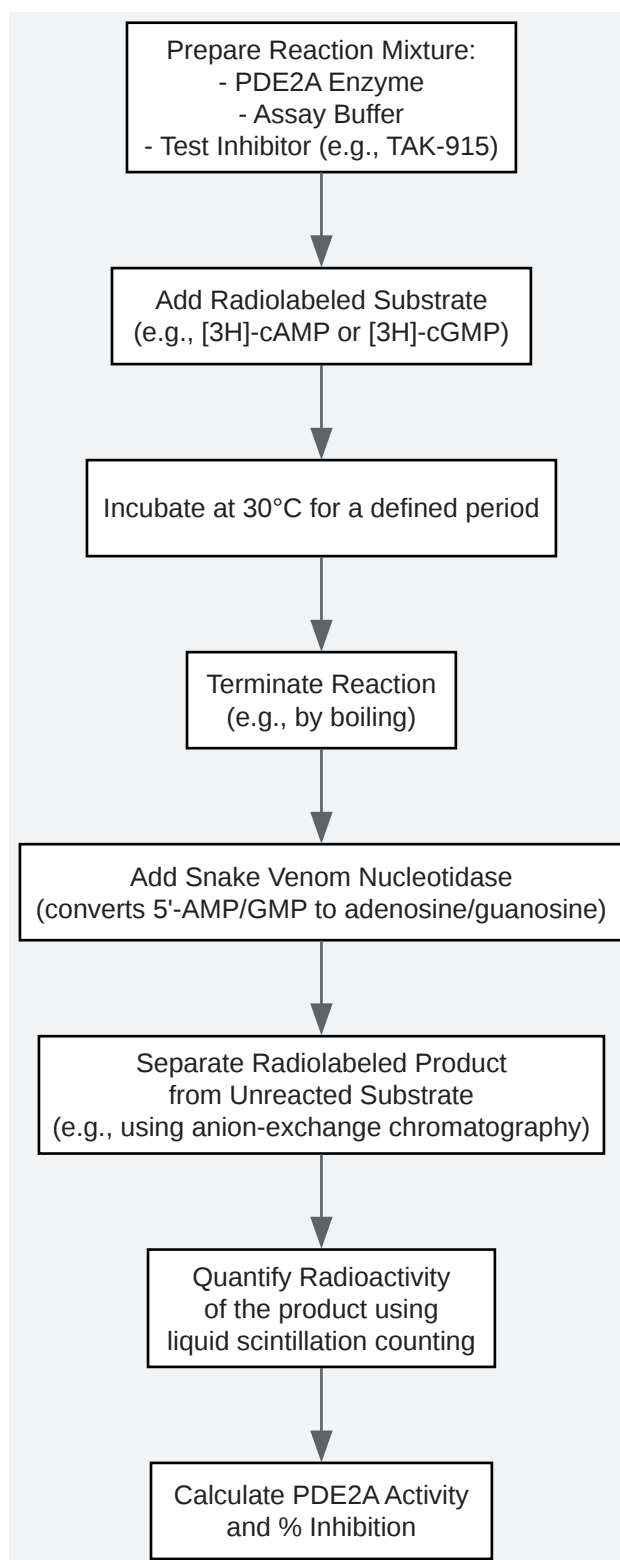 Prepare Reaction Mixture:
- PDE2A Enzyme
- Assay Buffer
- Test Inhibitor (e.g., TAK-915)
Add Radiolabeled Substrate
(e.g., [3H]-cAMP or [3H]-cGMP)
Incubate at 30°C for a defined period
Terminate Reaction
(e.g., by boiling)
Add Snake Venom Nucleotidase
(converts 5'-AMP/GMP to adenosine/guanosine)
Separate Radiolabeled Product
from Unreacted Substrate
(e.g., using anion-exchange chromatography)
Quantify Radioactivity
of the product using
liquid scintillation counting
Calculate PDE2A Activity
and % Inhibition